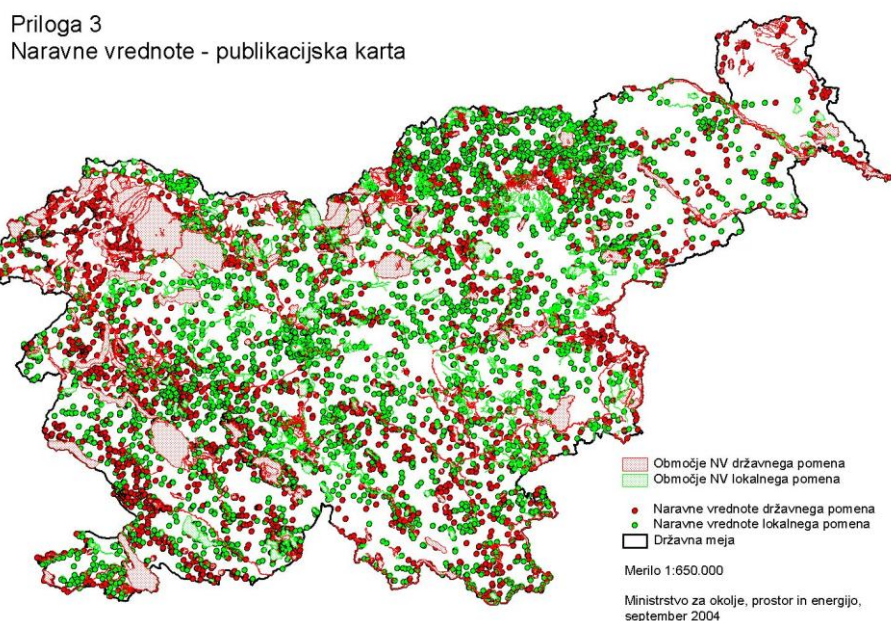 Priloga 3
Naravne vrednote - publikacijska karta
Območje NV državnega pomena
Območje NV lokalnega pomena
Naravne vrednote državnega pomena
Naravne vrednote lokalnega pomena
Državna meja
Merilo 1:650.000
Ministrstvo za okolje, prostor in energijo,
september 2004